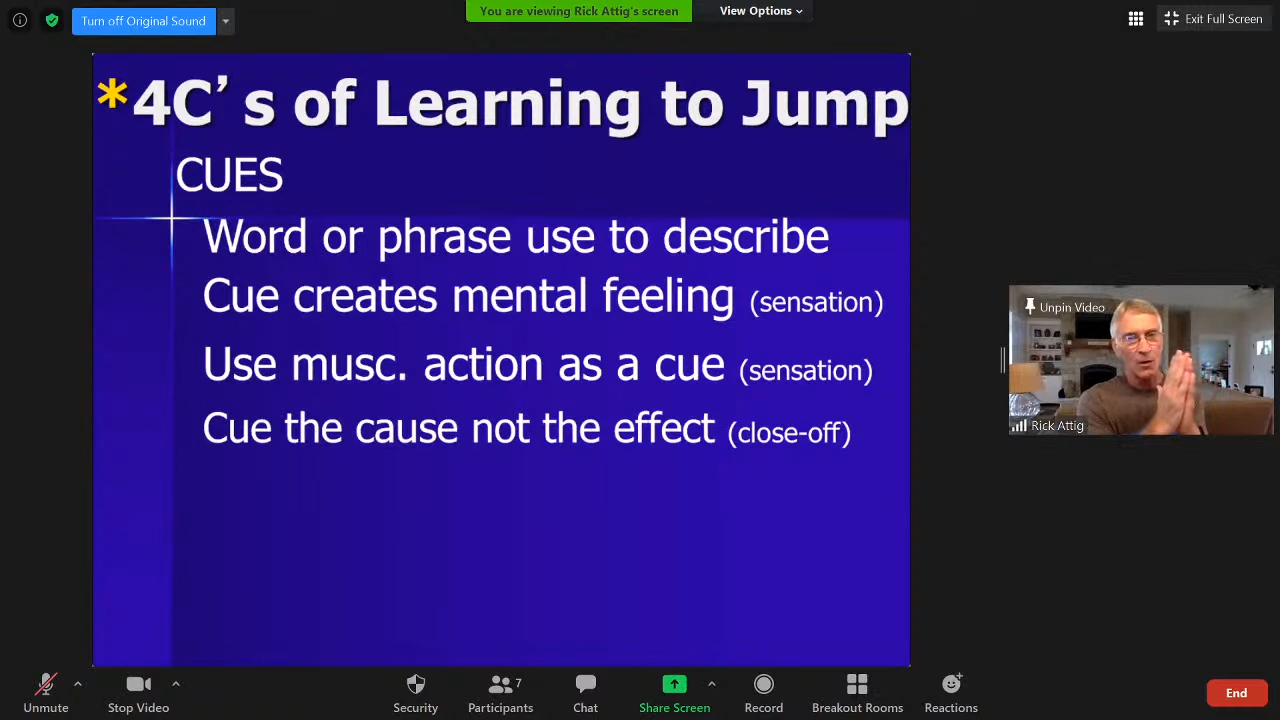 Turn off Original Sound
You are viewing Rick Attig's screen
View Options
Exit Full Screen
*4C's of Learning to Jump
CUES
Word or phrase use to describe
Cue creates mental feeling (sensation)
Use musc. action as a cue (sensation)
Cue the cause not the effect (close-off)
Unpin Video
Rick Attig
Unmute
Stop Video
Security
Participants
7
Chat
Share Screen
Record
Breakout Rooms
Reactions
End